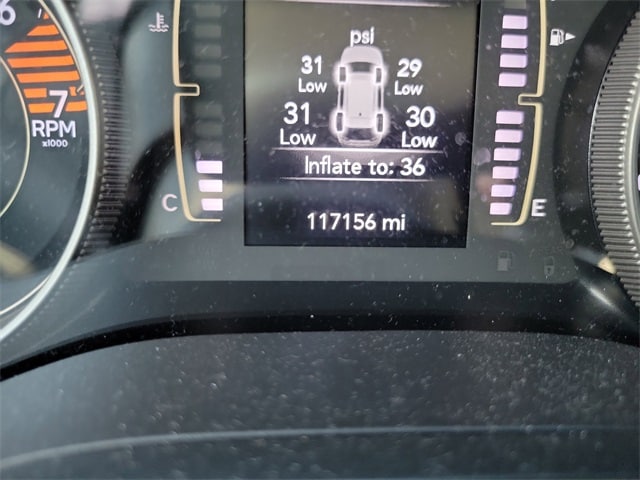 6
psi
31 29
Low Low
7
RPM
x1000
31 30
Low Low
Inflate to: 36
C E
117156 mi